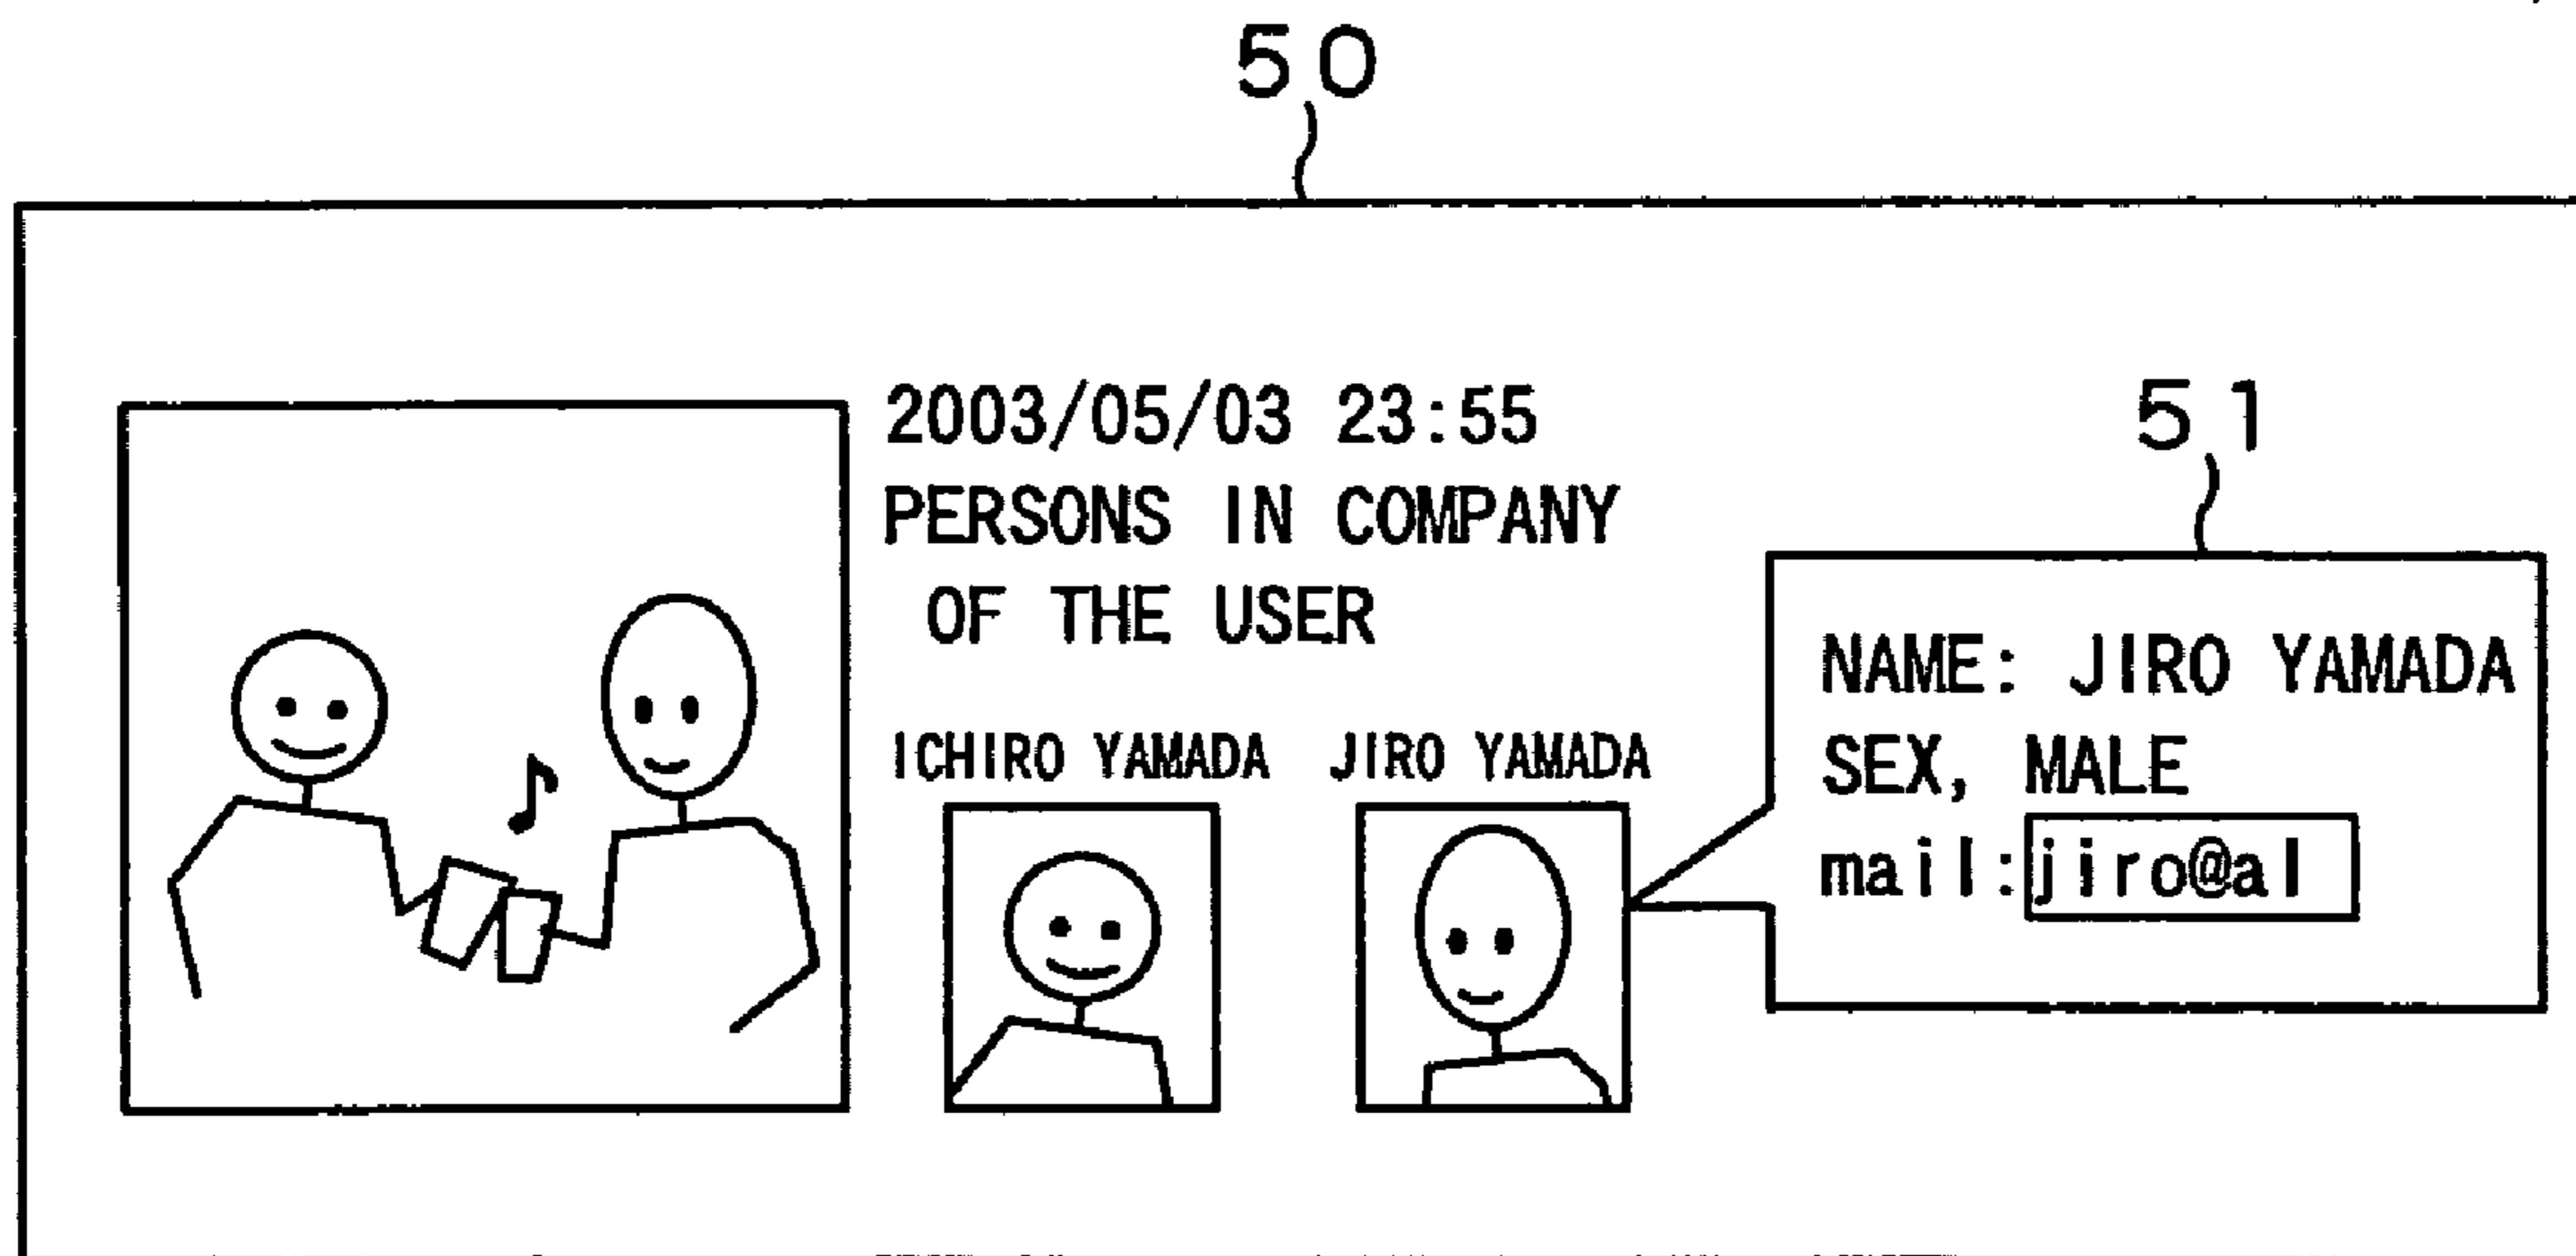 50
2003/05/03 23:55
PERSONS IN COMPANY
OF THE USER
ICHIRO YAMADA JIRO YAMADA
51
NAME: JIRO YAMADA
SEX, MALE
mail:jiro@al